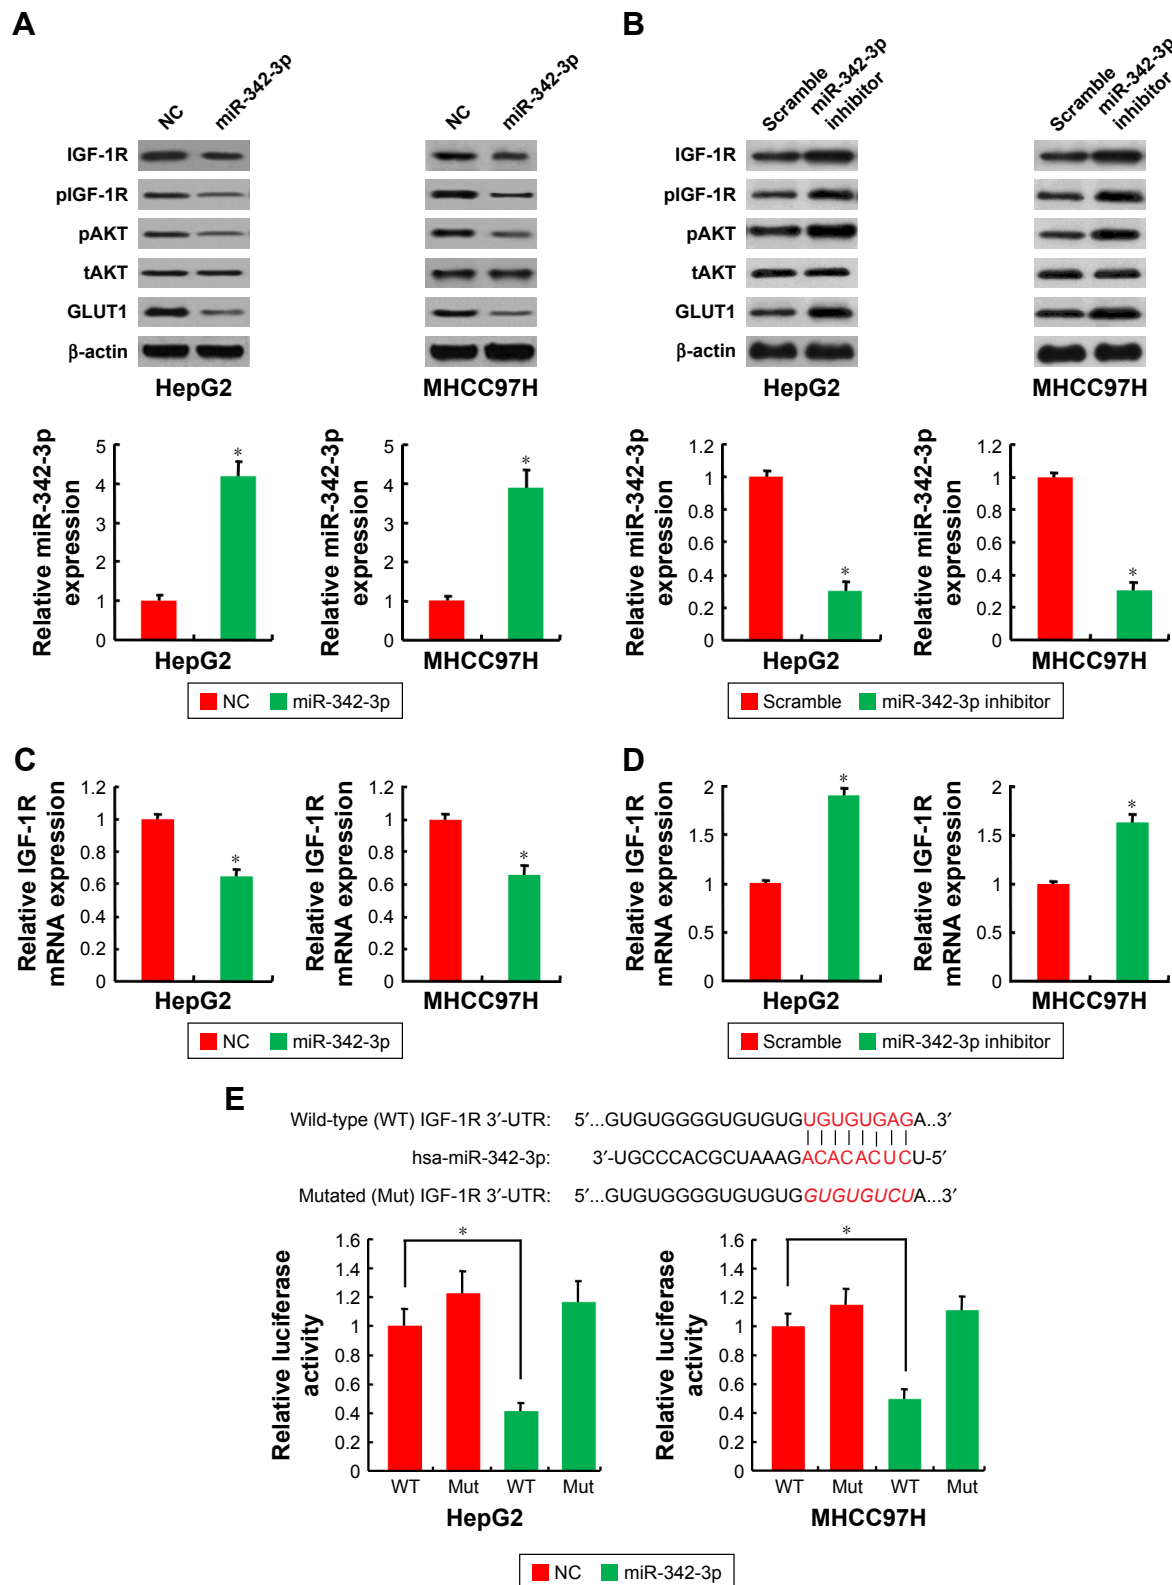 A
B
NC miR-342-3p NC miR-342-3p
Scramble miR-342-3p inhibitor Scramble miR-342-3p inhibitor
IGF-1R
pIGF-1R
pAKT
tAKT
GLUT1
β-actin
HepG2 MHCC97H
IGF-1R
pIGF-1R
pAKT
tAKT
GLUT1
β-actin
HepG2 MHCC97H
Relative miR-342-3p
expression
5
4
3
2
1
0
*
HepG2
Relative miR-342-3p
expression
5
4
3
2
1
0
*
MHCC97H
NC miR-342-3p
Relative miR-342-3p
expression
1.2
1
0.8
0.6
0.4
0.2
0
*
HepG2
Relative miR-342-3p
expression
1.2
1
0.8
0.6
0.4
0.2
0
*
MHCC97H
Scramble miR-342-3p inhibitor
C
Relative IGF-1R
mRNA expression
1.2
1
0.8
0.6
0.4
0.2
0
*
HepG2
Relative IGF-1R
mRNA expression
1.2
1
0.8
0.6
0.4
0.2
0
*
MHCC97H
NC miR-342-3p
D
Relative IGF-1R
mRNA expression
2
1.5
1
0.5
0
*
HepG2
Relative IGF-1R
mRNA expression
2
1.5
1
0.5
0
*
MHCC97H
Scramble miR-342-3p inhibitor
E
Wild-type (WT) IGF-1R 3′-UTR: 5′...GUGUGGGGUGUGUGUGUGUGAGA..3′
hsa-miR-342-3p: 3′-UGCCCACGCUAAAGACACACUCU-5′
Mutated (Mut) IGF-1R 3′-UTR: 5′...GUGUGGGGUGUGUGGUGUGUCUA...3′
Relative luciferase
activity
1.6
1.4
1.2
1
0.8
0.6
0.4
0.2
0
*
WT Mut WT Mut
HepG2
Relative luciferase
activity
1.6
1.4
1.2
1
0.8
0.6
0.4
0.2
0
*
WT Mut WT Mut
MHCC97H
NC miR-342-3p